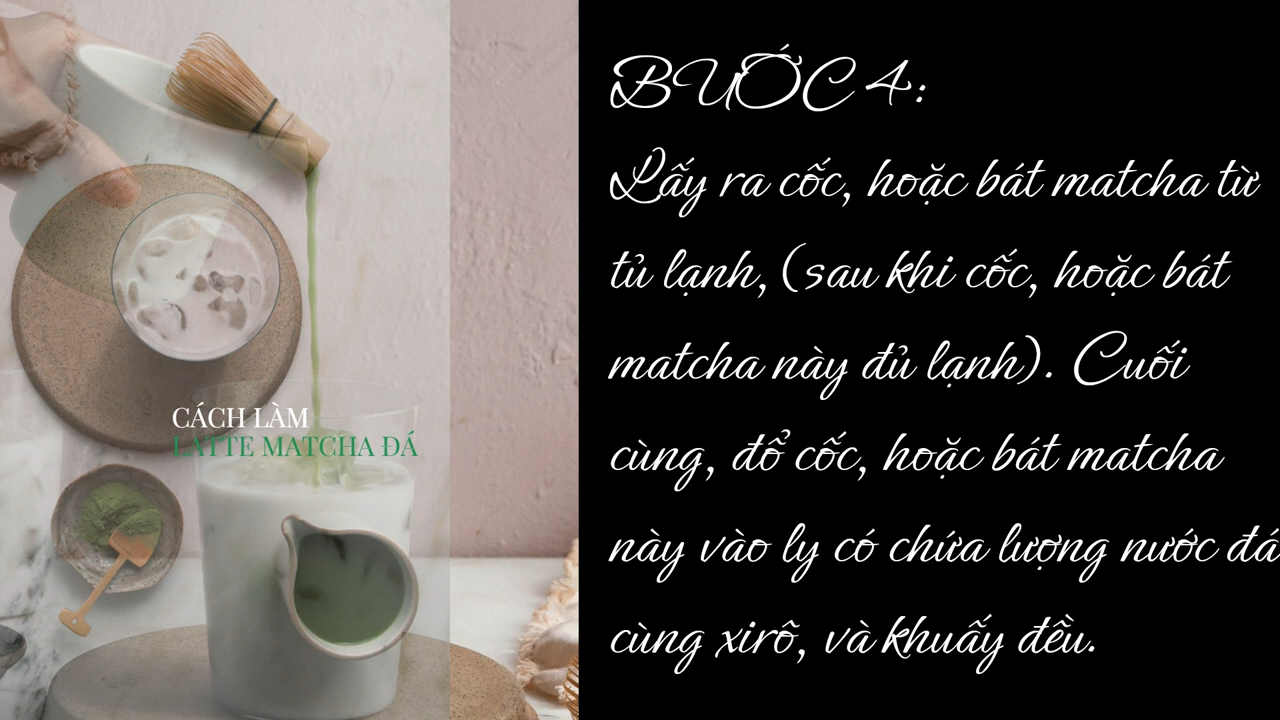 CÁCH LÀM
LATTE MATCHA ĐÁ
BƯỚC 4:
Lấy ra cốc, hoặc bát matcha từ
tủ lạnh, (sau khi cốc, hoặc bát
matcha này đủ lạnh). Cuối
cùng, đổ cốc, hoặc bát matcha
này vào ly có chứa lượng nước đá
cùng xirô, và khuấy đều.